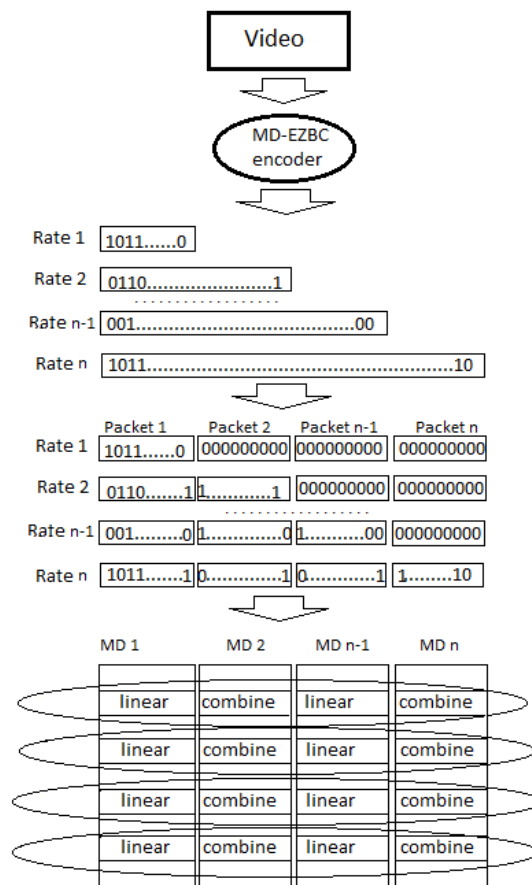 Video
MD-EZBC
encoder
Rate 1 1011......0
Rate 2 0110.......................1
. . . . . . . . . . . . . . . . . .
Rate n-1 001.......................................00
Rate n 1011....................................................10
Packet 1 Packet 2 Packet n-1 Packet n
Rate 1 1011......0 000000000 000000000 000000000
Rate 2 0110.......1 1............1 000000000 000000000
. . . . . . . . . . . . . . . . . .
Rate n-1 001.........0 1.............0 1...........00 000000000
Rate n 1011.......1 0..............1 0..............1 1........10
MD 1 MD 2 MD n-1 MD n
linear combine linear combine
linear combine linear combine
linear combine linear combine
linear combine linear combine